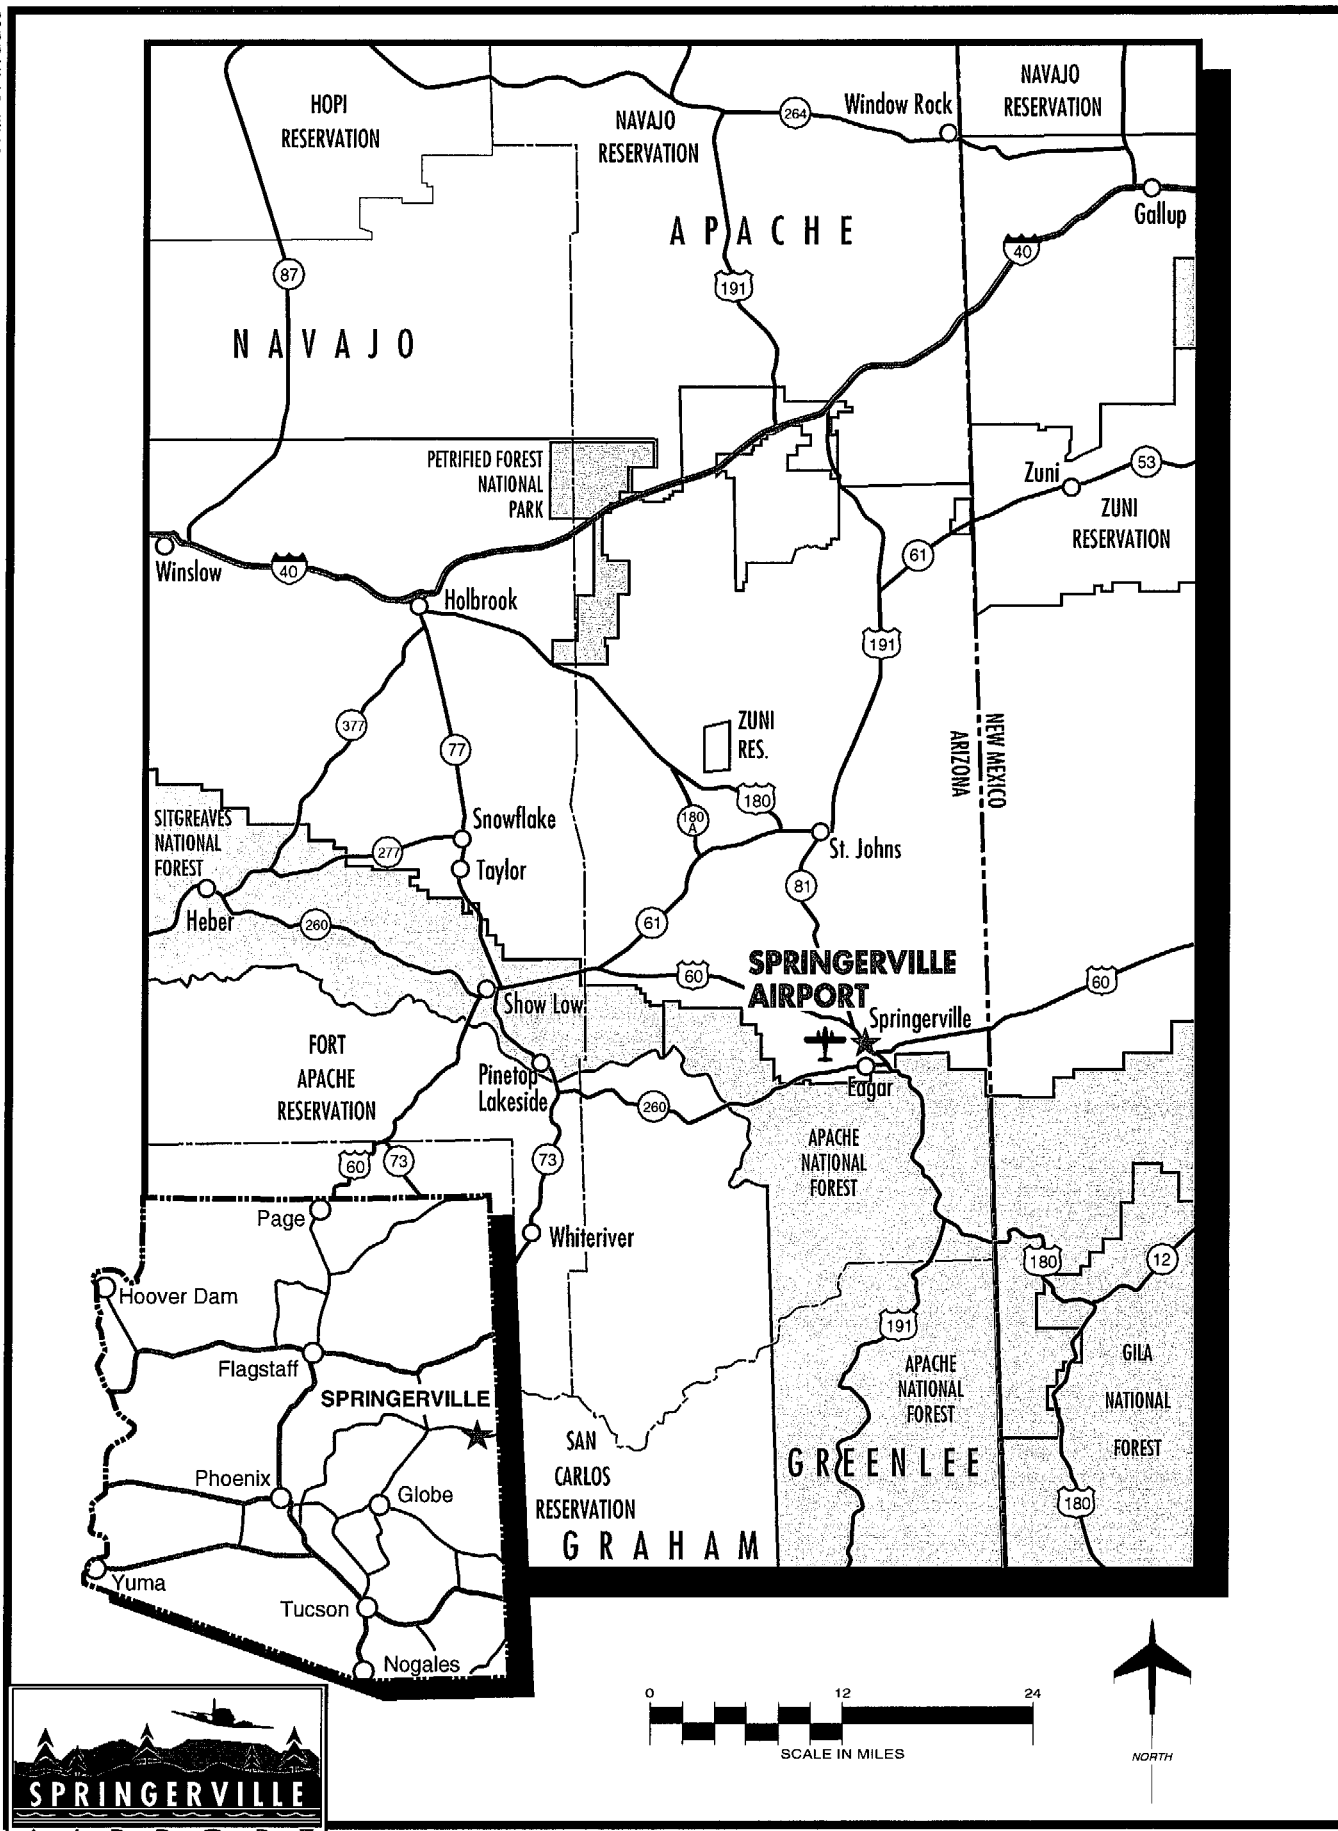 HOPI
RESERVATION
NAVAJO
RESERVATION
264
Window Rock
NAVAJO
RESERVATION
Gallup
APACHE
40
87
191
NAVAJO
PETRIFIED FOREST
NATIONAL
PARK
Zuni
53
ZUNI
RESERVATION
Winslow
40
Holbrook
61
191
377
77
ZUNI
RES.
NEW MEXICO
ARIZONA
SITGREAVES
NATIONAL
FOREST
Snowflake
180
180
A
277
Taylor
St. Johns
81
Heber
260
61
SPRINGERVILLE
AIRPORT
60
60
Show Low
Springerville
FORT
APACHE
RESERVATION
Pinetop
Lakeside
Eagar
260
APACHE
NATIONAL
FOREST
60
73
73
Whiteriver
180
12
191
APACHE
NATIONAL
FOREST
GILA
NATIONAL
FOREST
SAN
CARLOS
RESERVATION
GREENLEE
180
GRAHAM
Page
Hoover Dam
Flagstaff
SPRINGERVILLE
Phoenix
Globe
Yuma
Tucson
Nogales
0 12 24
SCALE IN MILES
NORTH
SPRINGERVILLE